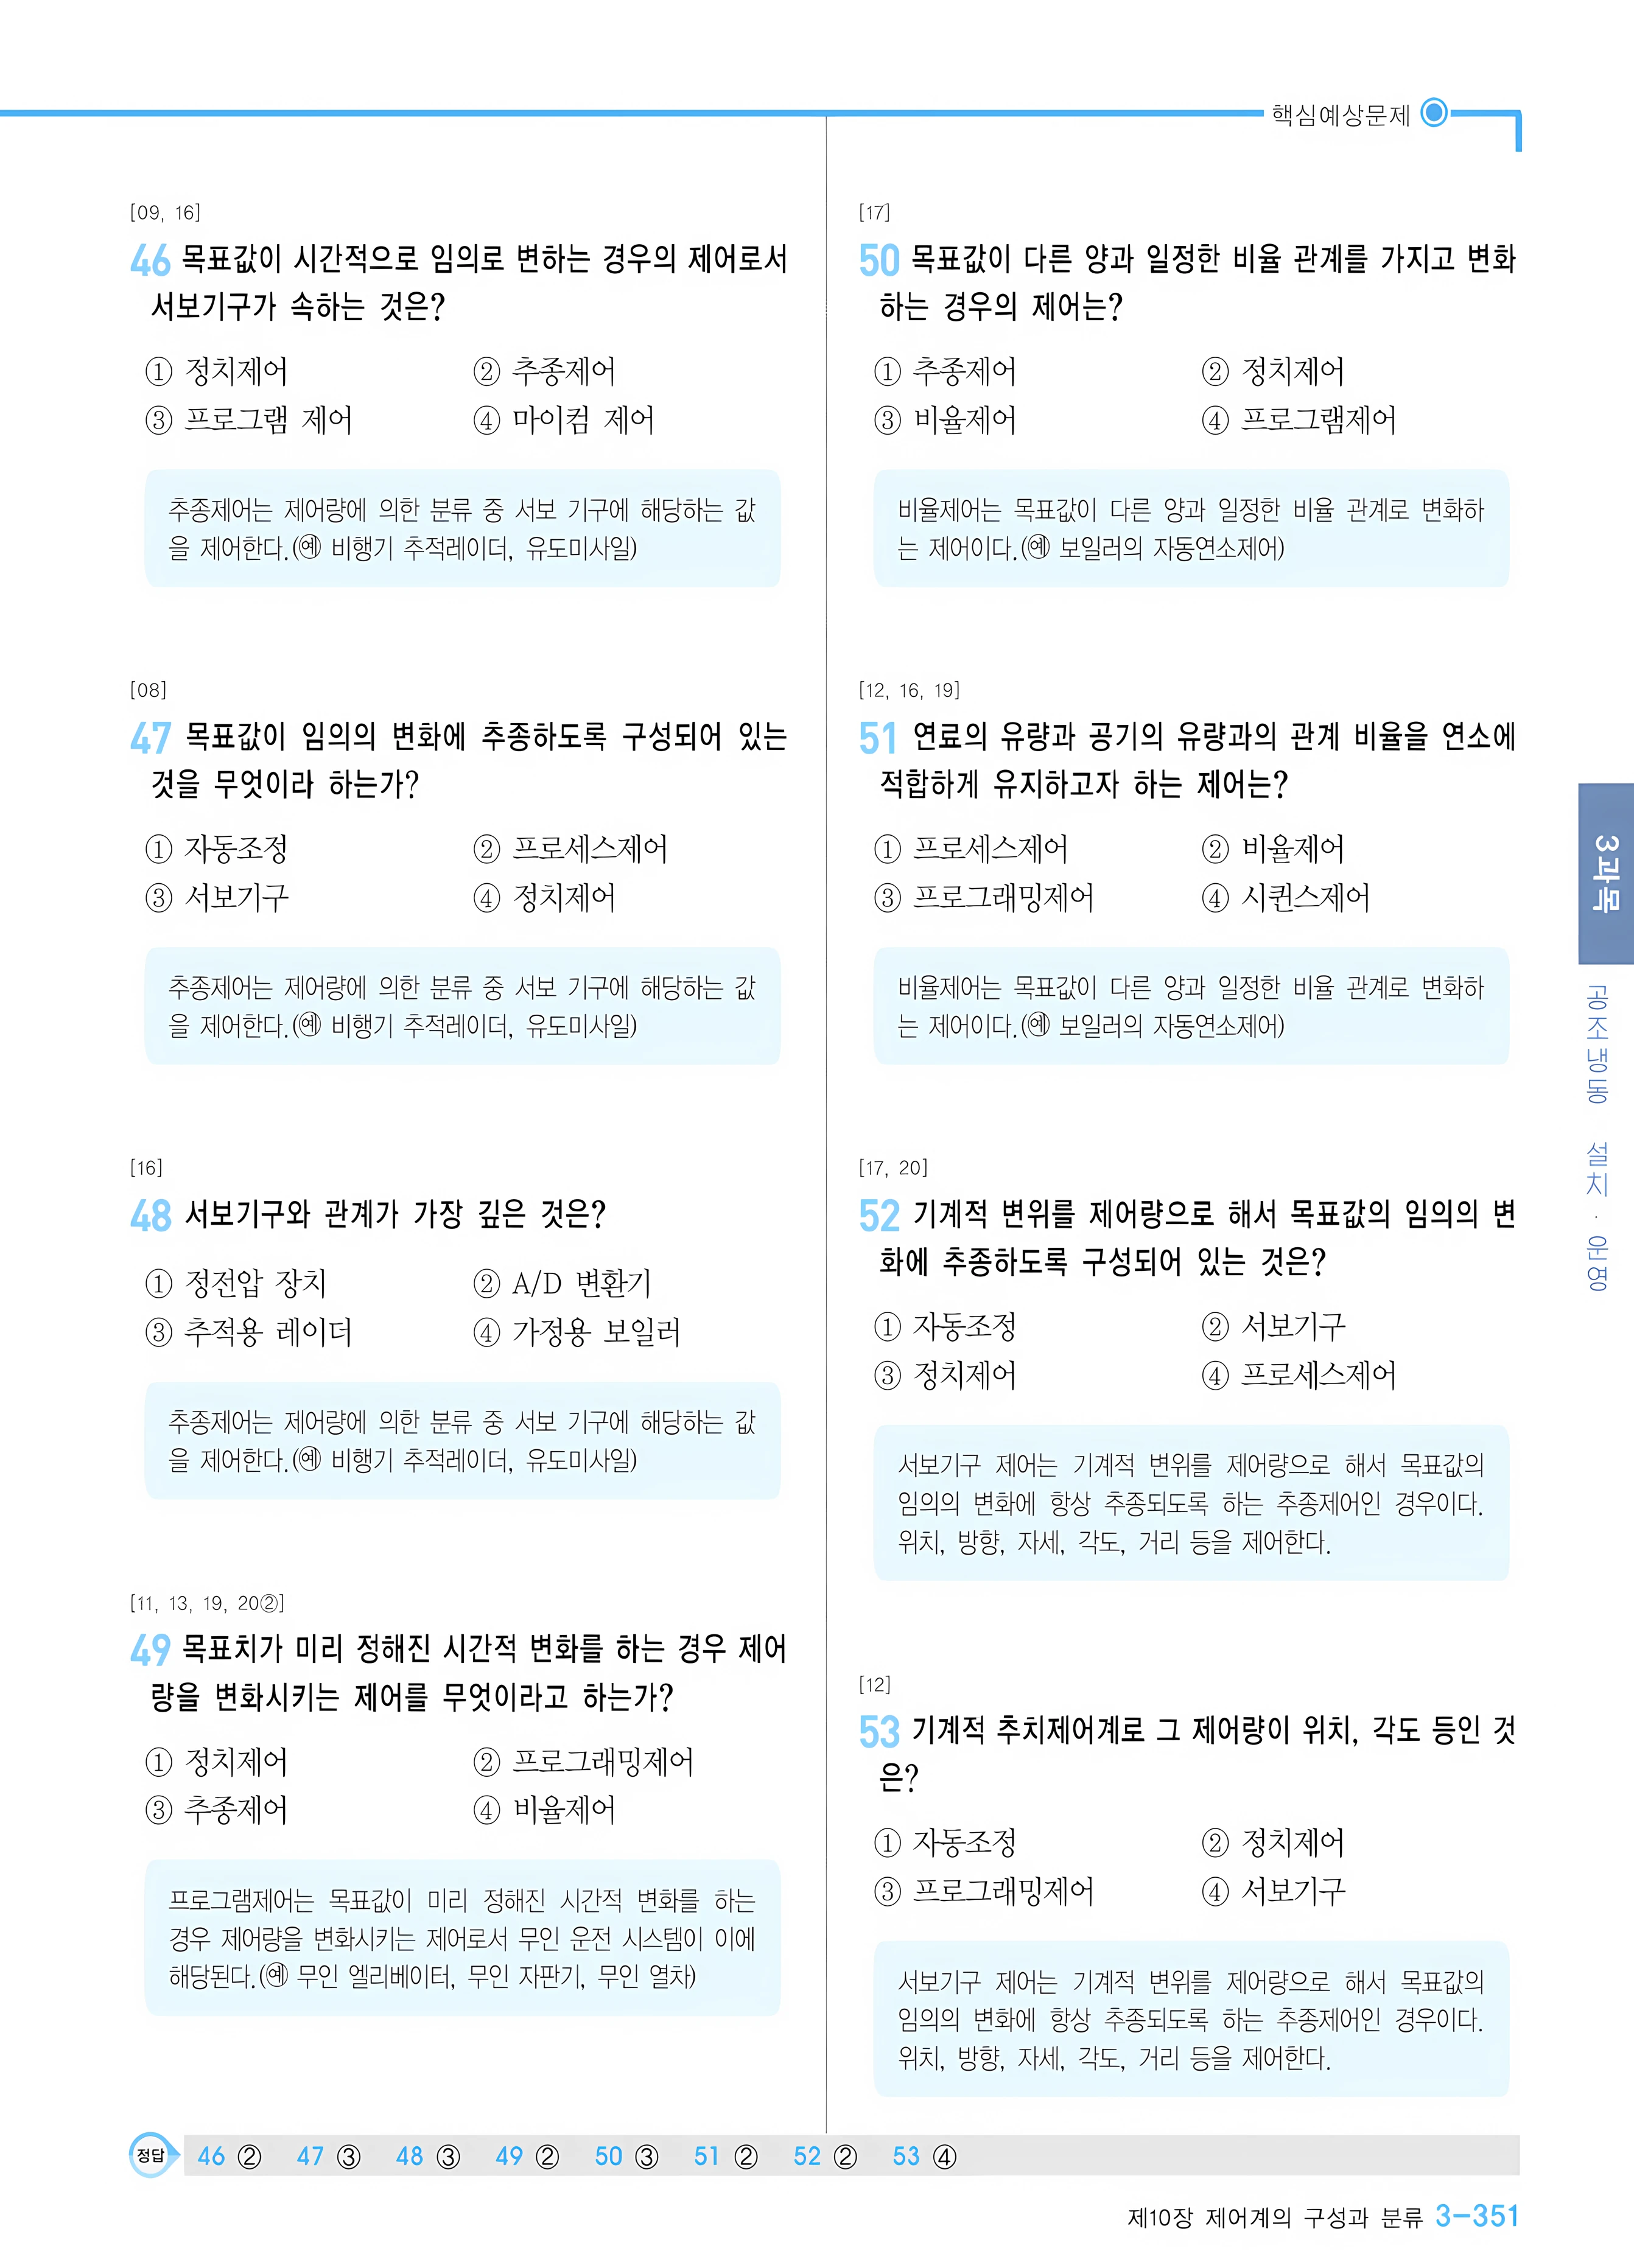 핵심예상문제
[09, 16]
46 목표값이 시간적으로 임의로 변하는 경우의 제어로서
서보기구가 속하는 것은?
① 정치제어 ② 추종제어
③ 프로그램 제어 ④ 마이컴 제어
추종제어는 제어량에 의한 분류 중 서보 기구에 해당하는 값
을 제어한다.(예 비행기 추적레이더, 유도미사일)
[08]
47 목표값이 임의의 변화에 추종하도록 구성되어 있는
것을 무엇이라 하는가?
① 자동조정 ② 프로세스제어
③ 서보기구 ④ 정치제어
추종제어는 제어량에 의한 분류 중 서보 기구에 해당하는 값
을 제어한다.(예 비행기 추적레이더, 유도미사일)
[16]
48 서보기구와 관계가 가장 깊은 것은?
① 정전압 장치 ② A/D 변환기
③ 추적용 레이더 ④ 가정용 보일러
추종제어는 제어량에 의한 분류 중 서보 기구에 해당하는 값
을 제어한다.(예 비행기 추적레이더, 유도미사일)
[11, 13, 19, 20②]
49 목표치가 미리 정해진 시간적 변화를 하는 경우 제어
량을 변화시키는 제어를 무엇이라고 하는가?
① 정치제어 ② 프로그래밍제어
③ 추종제어 ④ 비율제어
프로그램제어는 목표값이 미리 정해진 시간적 변화를 하는
경우 제어량을 변화시키는 제어로서 무인 운전 시스템이 이에
해당된다.(예 무인 엘리베이터, 무인 자판기, 무인 열차)
[17]
50 목표값이 다른 양과 일정한 비율 관계를 가지고 변화
하는 경우의 제어는?
① 추종제어 ② 정치제어
③ 비율제어 ④ 프로그램제어
비율제어는 목표값이 다른 양과 일정한 비율 관계로 변화하
는 제어이다.(예 보일러의 자동연소제어)
[12, 16, 19]
51 연료의 유량과 공기의 유량과의 관계 비율을 연소에
적합하게 유지하고자 하는 제어는?
① 프로세스제어 ② 비율제어
③ 프로그래밍제어 ④ 시퀀스제어
비율제어는 목표값이 다른 양과 일정한 비율 관계로 변화하
는 제어이다.(예 보일러의 자동연소제어)
[17, 20]
52 기계적 변위를 제어량으로 해서 목표값의 임의의 변
화에 추종하도록 구성되어 있는 것은?
① 자동조정 ② 서보기구
③ 정치제어 ④ 프로세스제어
서보기구 제어는 기계적 변위를 제어량으로 해서 목표값의
임의의 변화에 항상 추종되도록 하는 추종제어인 경우이다.
위치, 방향, 자세, 각도, 거리 등을 제어한다.
[12]
53 기계적 추치제어계로 그 제어량이 위치, 각도 등인 것
은?
① 자동조정 ② 정치제어
③ 프로그래밍제어 ④ 서보기구
서보기구 제어는 기계적 변위를 제어량으로 해서 목표값의
임의의 변화에 항상 추종되도록 하는 추종제어인 경우이다.
위치, 방향, 자세, 각도, 거리 등을 제어한다.
3과목
공조냉동 설치·운영
정답 46 ② 47 ③ 48 ③ 49 ② 50 ③ 51 ② 52 ② 53 ④
제10장 제어계의 구성과 분류 3-351